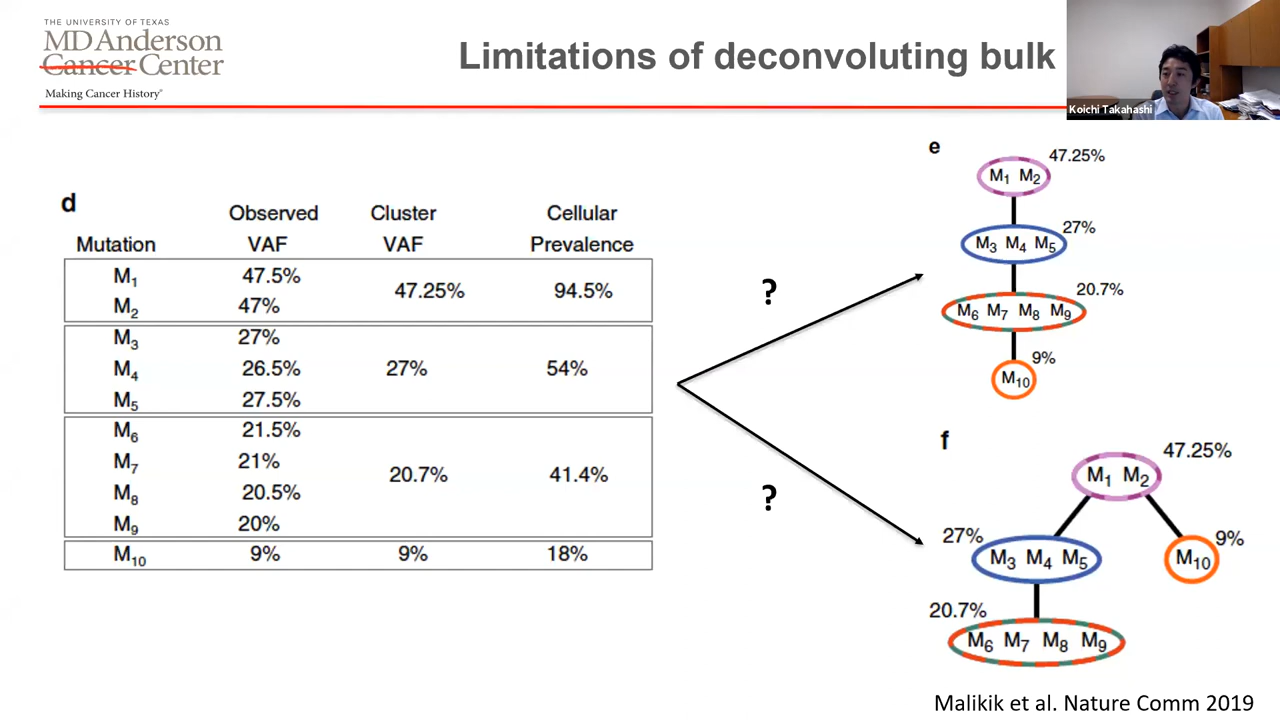 THE UNIVERSITY OF TEXAS
MD Anderson
Cancer Center
Making Cancer History®
Limitations of deconvoluting bulk
Koichi Takahashi
d
Observed Cluster Cellular
Mutation VAF VAF Prevalence
M1 47.5%
47.25% 94.5%
M2 47%
M3 27%
M4 26.5% 27% 54%
M5 27.5%
M6 21.5%
M7 21%
20.7% 41.4%
M8 20.5%
M9 20%
M10 9% 9% 18%
?
?
e
47.25%
M1 M2
27%
M3 M4 M5
20.7%
M6 M7 M8 M9
9%
M10
f
47.25%
M1 M2
27%
M3 M4 M5
9%
M10
20.7%
M6 M7 M8 M9
Malikik et al. Nature Comm 2019